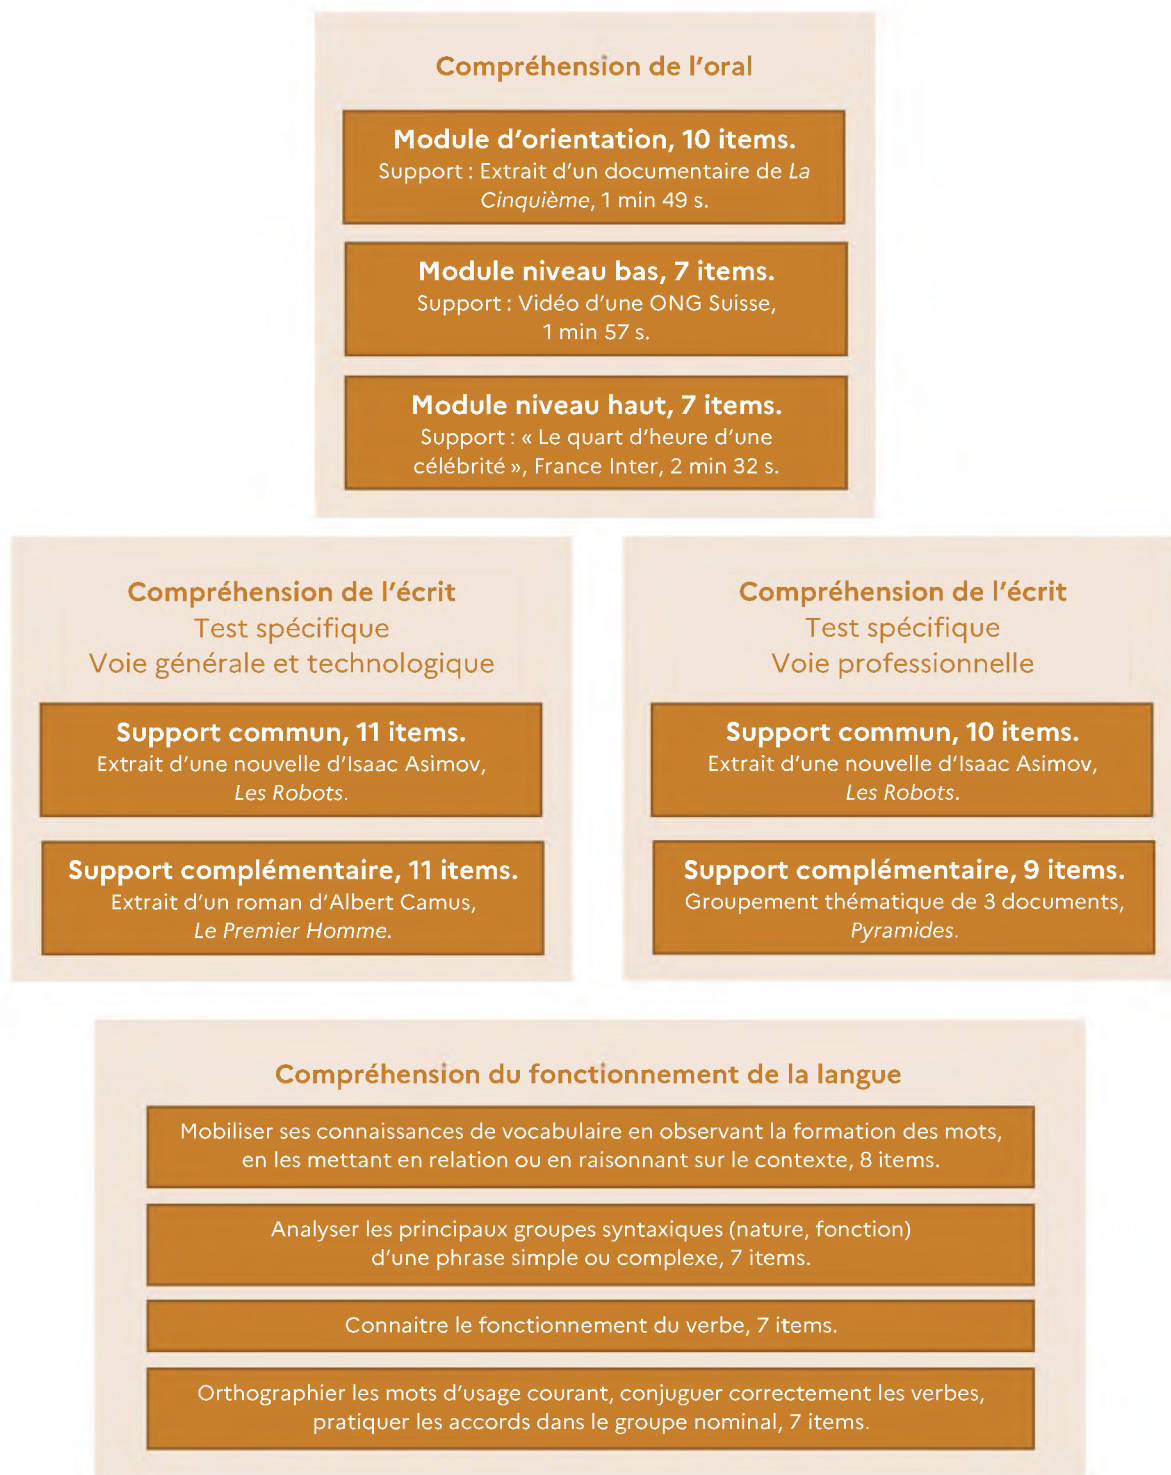 Compréhension de l'oral
Module d'orientation, 10 items.
Support : Extrait d'un documentaire de La
Cinquième, 1 min 49 s.
Module niveau bas, 7 items.
Support : Vidéo d'une ONG Suisse,
1 min 57 s.
Module niveau haut, 7 items.
Support : « Le quart d'heure d'une
célébrité », France Inter, 2 min 32 s.
Compréhension de l'écrit
Test spécifique
Voie générale et technologique
Support commun, 11 items.
Extrait d'une nouvelle d'Isaac Asimov,
Les Robots.
Support complémentaire, 11 items.
Extrait d'un roman d'Albert Camus,
Le Premier Homme.
Compréhension de l'écrit
Test spécifique
Voie professionnelle
Support commun, 10 items.
Extrait d'une nouvelle d'Isaac Asimov,
Les Robots.
Support complémentaire, 9 items.
Groupement thématique de 3 documents,
Pyramides.
Compréhension du fonctionnement de la langue
Mobiliser ses connaissances de vocabulaire en observant la formation des mots,
en les mettant en relation ou en raisonnant sur le contexte, 8 items.
Analyser les principaux groupes syntaxiques (nature, fonction)
d'une phrase simple ou complexe, 7 items.
Connaitre le fonctionnement du verbe, 7 items.
Orthographier les mots d'usage courant, conjuguer correctement les verbes,
pratiquer les accords dans le groupe nominal, 7 items.